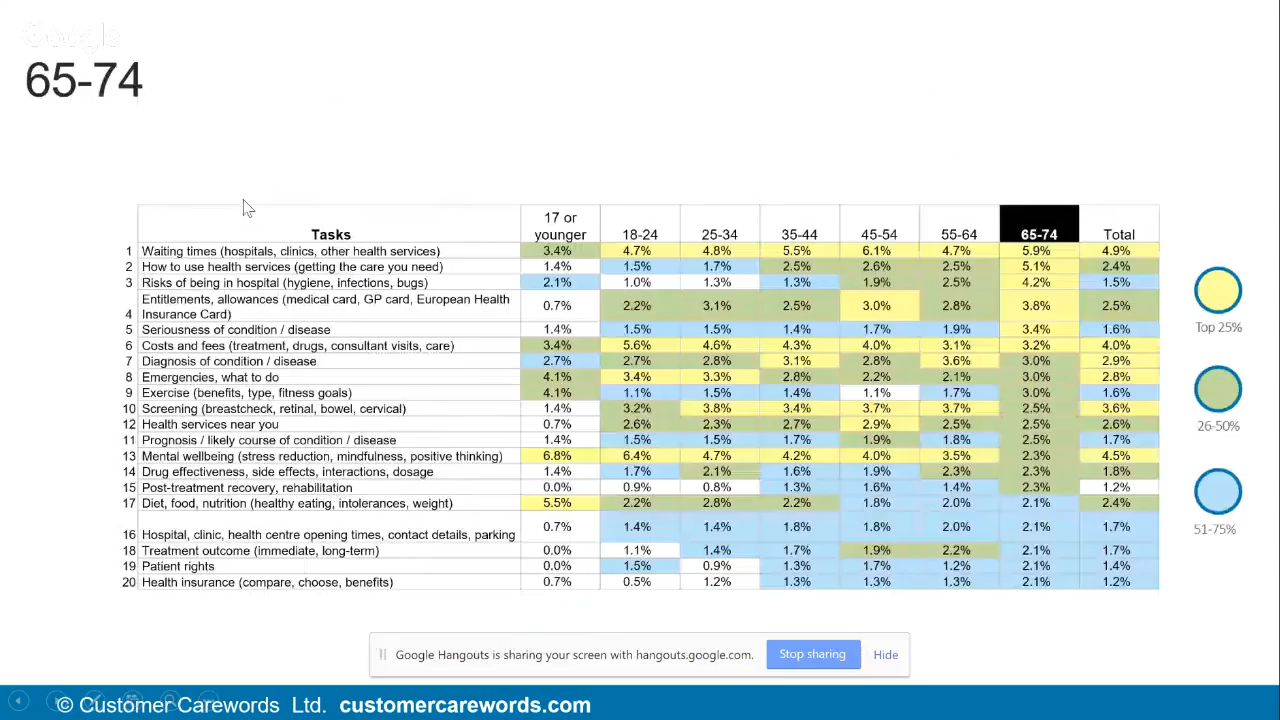 Google
65-74
Tasks 17 or younger 18-24 25-34 35-44 45-54 55-64 65-74 Total
1 Waiting times (hospitals, clinics, other health services) 3.4% 4.7% 4.8% 5.5% 6.1% 4.7% 5.9% 4.9%
2 How to use health services (getting the care you need) 1.4% 1.5% 1.7% 2.5% 2.6% 2.5% 5.1% 2.4%
3 Risks of being in hospital (hygiene, infections, bugs) 2.1% 1.0% 1.3% 1.3% 1.9% 2.5% 4.2% 1.5%
Entitlements, allowances (medical card, GP card, European Health
4 Insurance Card) 0.7% 2.2% 3.1% 2.5% 3.0% 2.8% 3.8% 2.5%
5 Seriousness of condition / disease 1.4% 1.5% 1.5% 1.4% 1.7% 1.9% 3.4% 1.6%
6 Costs and fees (treatment, drugs, consultant visits, care) 3.4% 5.6% 4.6% 4.3% 4.0% 3.1% 3.2% 4.0%
7 Diagnosis of condition / disease 2.7% 2.7% 2.8% 3.1% 2.8% 3.6% 3.0% 2.9%
8 Emergencies, what to do 4.1% 3.4% 3.3% 2.8% 2.2% 2.1% 3.0% 2.8%
9 Exercise (benefits, type, fitness goals) 4.1% 1.1% 1.5% 1.4% 1.1% 1.7% 3.0% 1.6%
10 Screening (breastcheck, retinal, bowel, cervical) 1.4% 3.2% 3.8% 3.4% 3.7% 3.7% 2.5% 3.6%
12 Health services near you 0.7% 2.6% 2.3% 2.7% 2.9% 2.5% 2.5% 2.6%
11 Prognosis / likely course of condition / disease 1.4% 1.5% 1.5% 1.7% 1.9% 1.8% 2.5% 1.7%
13 Mental wellbeing (stress reduction, mindfulness, positive thinking) 6.8% 6.4% 4.7% 4.2% 4.0% 3.5% 2.3% 4.5%
14 Drug effectiveness, side effects, interactions, dosage 1.4% 1.7% 2.1% 1.6% 1.9% 2.3% 2.3% 1.8%
15 Post-treatment recovery, rehabilitation 0.0% 0.9% 0.8% 1.3% 1.6% 1.4% 2.3% 1.2%
17 Diet, food, nutrition (healthy eating, intolerances, weight) 5.5% 2.2% 2.8% 2.2% 1.8% 2.0% 2.1% 2.4%
16 Hospital, clinic, health centre opening times, contact details, parking 0.7% 1.4% 1.4% 1.8% 1.8% 2.0% 2.1% 1.7%
18 Treatment outcome (immediate, long-term) 0.0% 1.1% 1.4% 1.7% 1.9% 2.2% 2.1% 1.7%
19 Patient rights 0.0% 1.5% 0.9% 1.3% 1.7% 1.2% 2.1% 1.4%
20 Health insurance (compare, choose, benefits) 0.7% 0.5% 1.2% 1.3% 1.3% 1.3% 2.1% 1.2%
Top 25%
26-50%
51-75%
Google Hangouts is sharing your screen with hangouts.google.com. Stop sharing Hide
© Customer Carewords Ltd. customercarewords.com